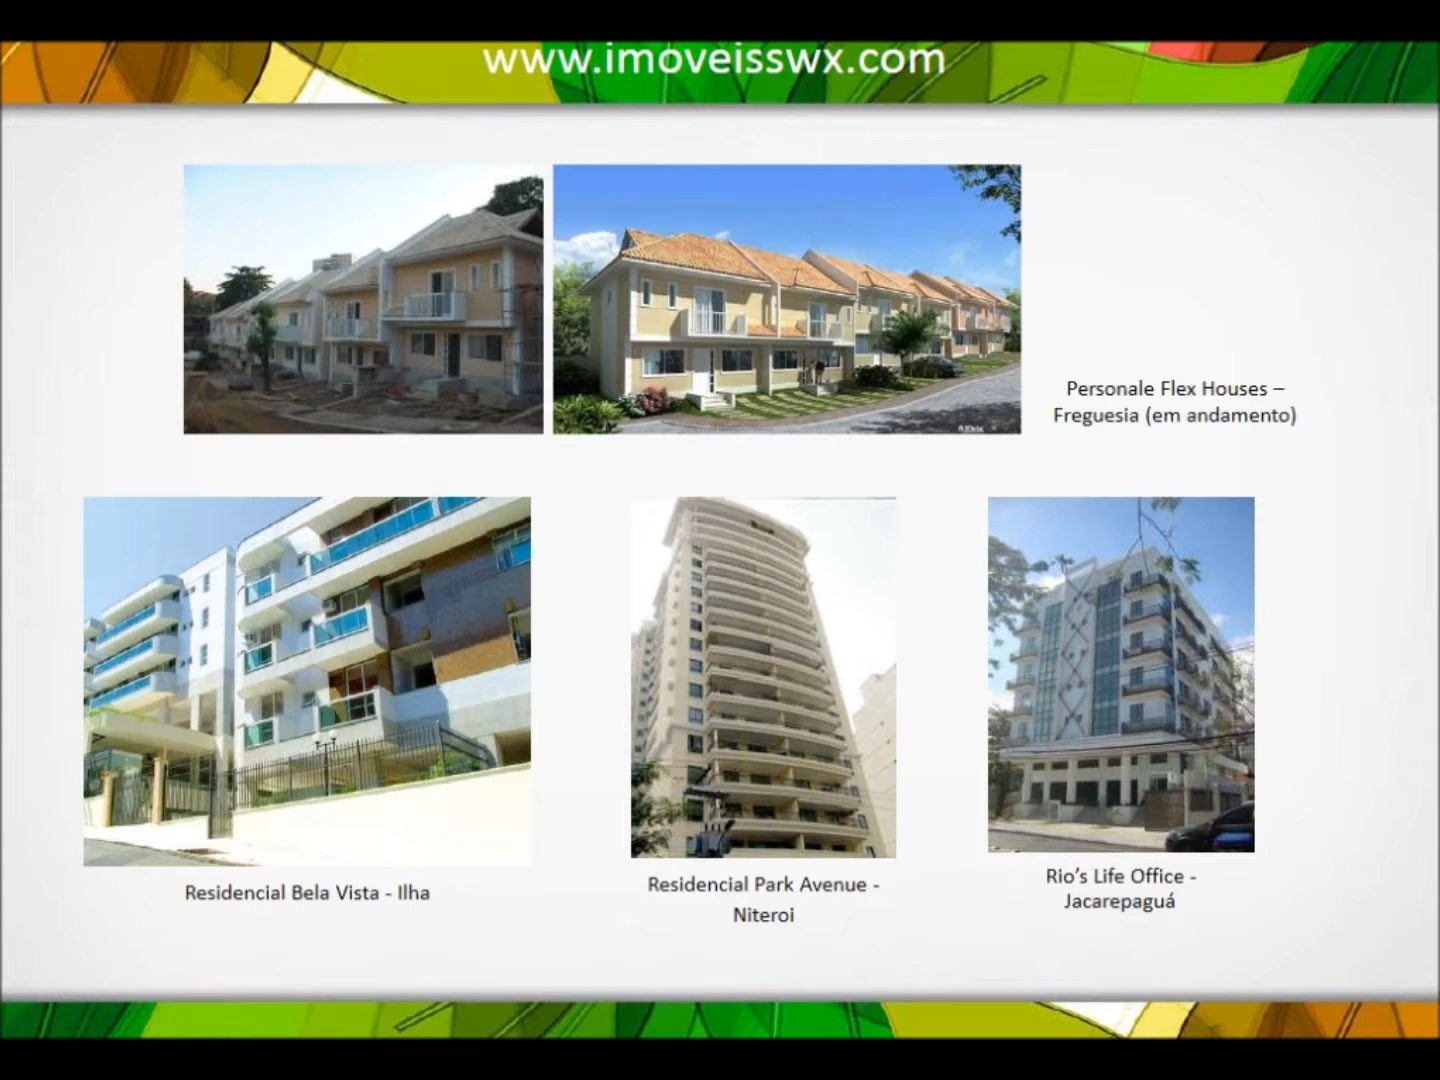 www.imoveisswx.com
Personale Flex Houses –
Freguesia (em andamento)
Residencial Bela Vista - Ilha
Residencial Park Avenue -
Niteroi
Rio’s Life Office -
Jacarepaguá